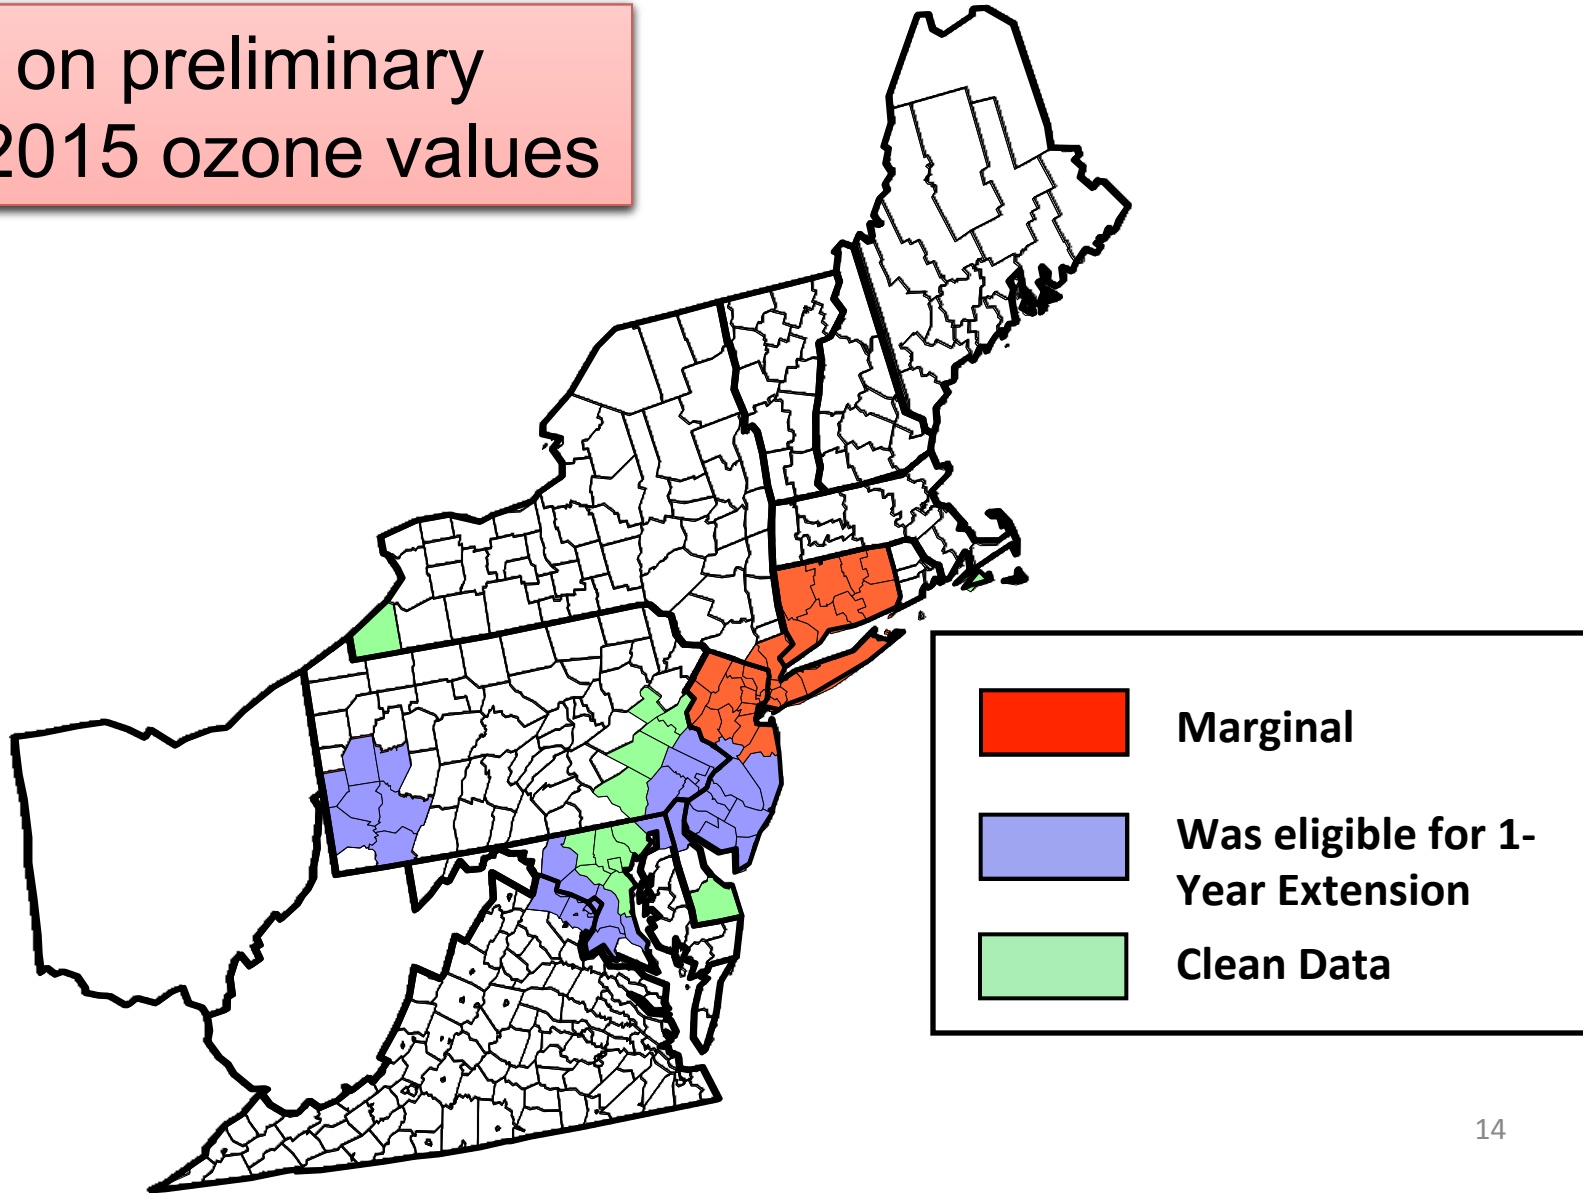 on preliminary
2015 ozone values
Marginal
Was eligible for 1-
Year Extension
Clean Data
14